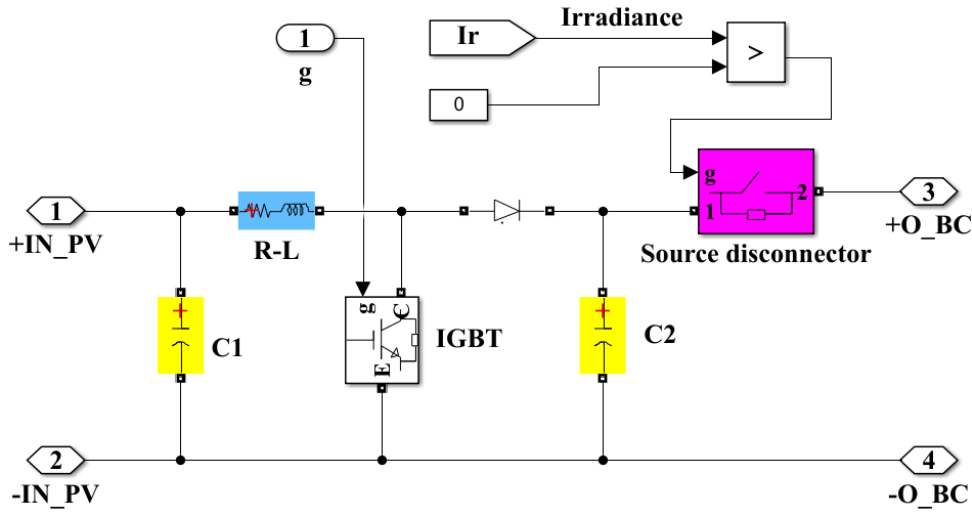 Irradiance
1
Ir
>
g
0
g
1
2
3
1
+IN_PV
+O_BC
R-L
Source disconnector
g
C
+
+
+
IGBT
C1
C2
E
2
4
-IN_PV
-O_BC